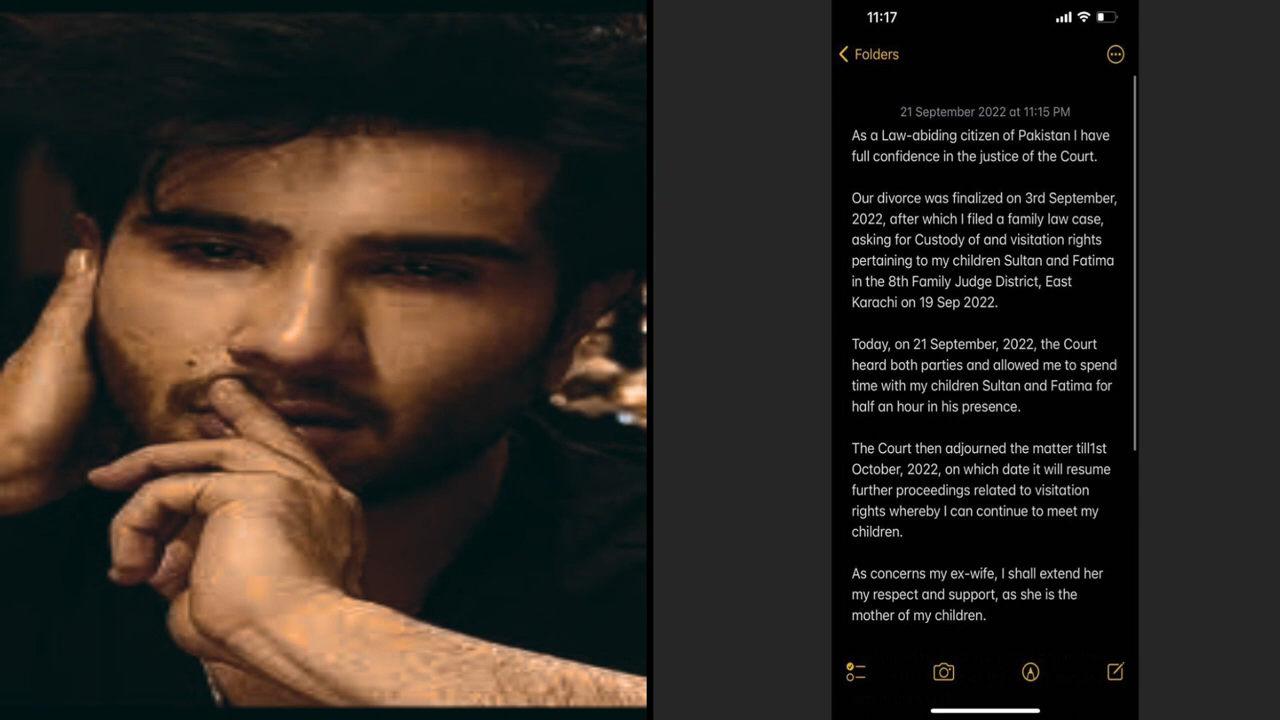 11:17
Folders
21 September 2022 at 11:15 PM
As a Law-abiding citizen of Pakistan I have
full confidence in the justice of the Court.
Our divorce was finalized on 3rd September,
2022, after which I filed a family law case,
asking for Custody of and visitation rights
pertaining to my children Sultan and Fatima
in the 8th Family Judge District, East
Karachi on 19 Sep 2022.
Today, on 21 September, 2022, the Court
heard both parties and allowed me to spend
time with my children Sultan and Fatima for
half an hour in his presence.
The Court then adjourned the matter till1st
October, 2022, on which date it will resume
further proceedings related to visitation
rights whereby I can continue to meet my
children.
As concerns my ex-wife, I shall extend her
my respect and support, as she is the
mother of my children.